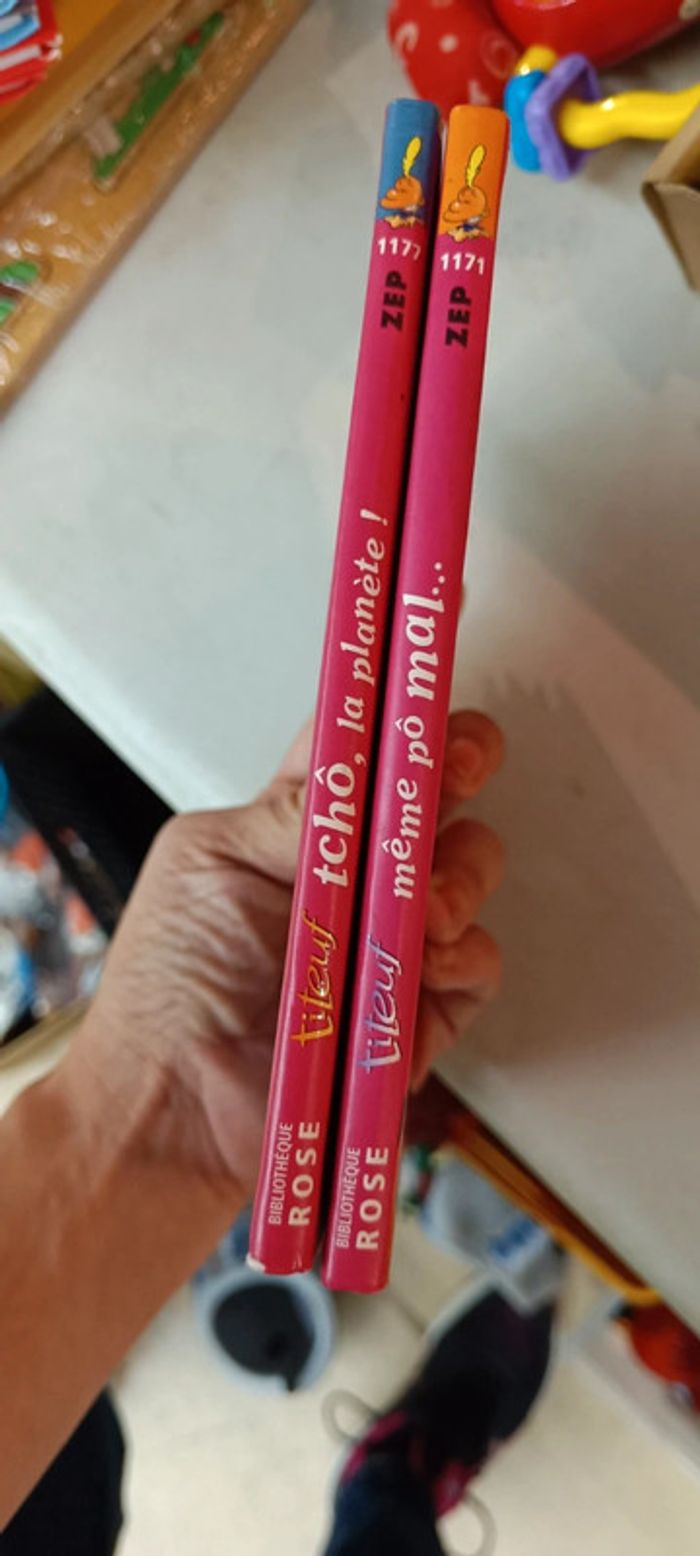 BIBLIOTHÈQUE
ROSE
titeuf tchô, la planète !
ZEP
1177
BIBLIOTHÈQUE
ROSE
titeuf même pô mal...
ZEP
1171